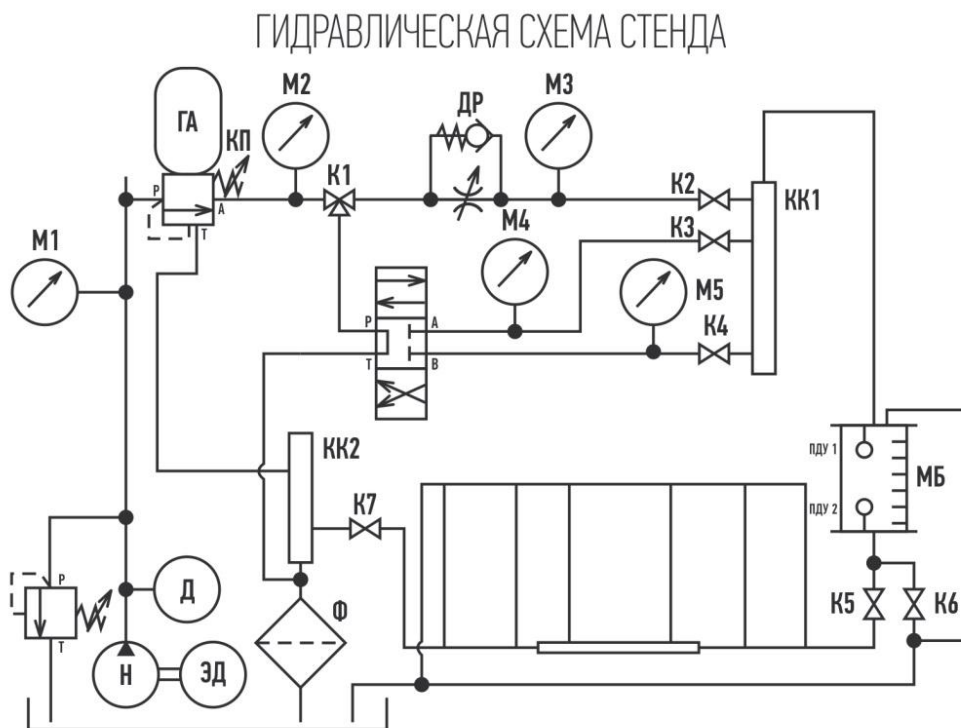 ГИДРАВЛИЧЕСКАЯ СХЕМА СТЕНДА
ГА
КП
М2
ДР
М3
К1
К2
КК1
P
A
T
М1
М4
К3
М5
К4
P
A
T
B
КК2
К7
ПДУ 1
ПДУ 2
МБ
P
T
Д
Ф
К5
К6
Н
ЭД